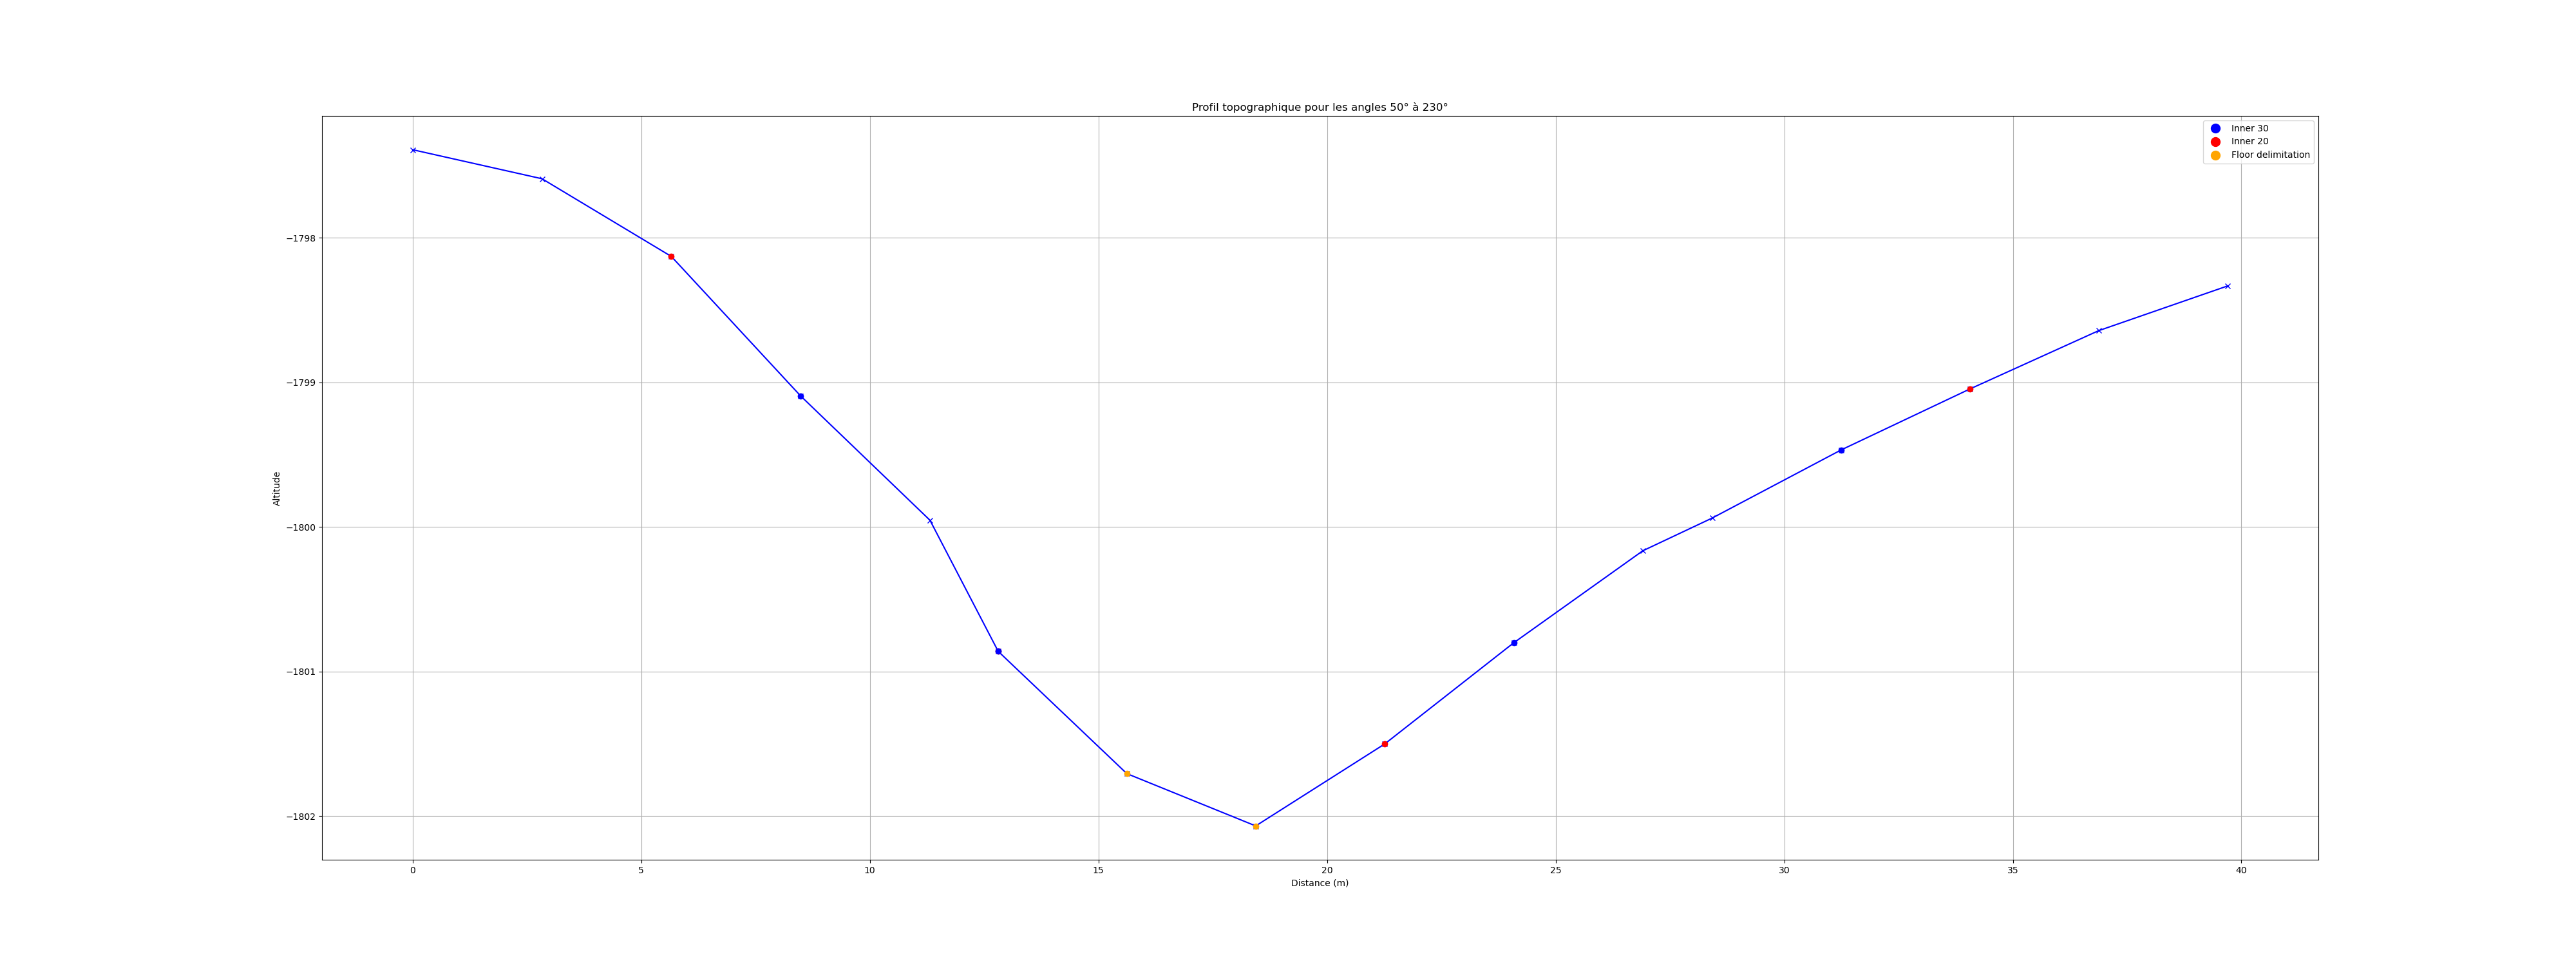 Profil topographique pour les angles 50° à 230°
Inner 30
Inner 20
Floor delimitation
−1798
−1799
−1800
−1801
−1802
Altitude
0 5 10 15 20 25 30 35 40
Distance (m)